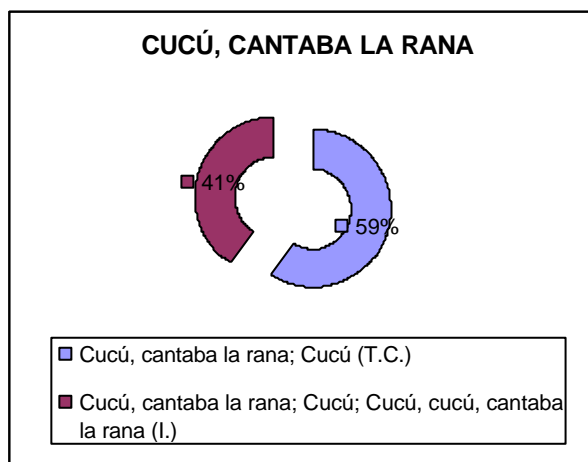 CUCÚ, CANTABA LA RANA
41%
59%
Cucú, cantaba la rana; Cucú (T.C.)
Cucú, cantaba la rana; Cucú; Cucú, cucú, cantaba
la rana (I.)